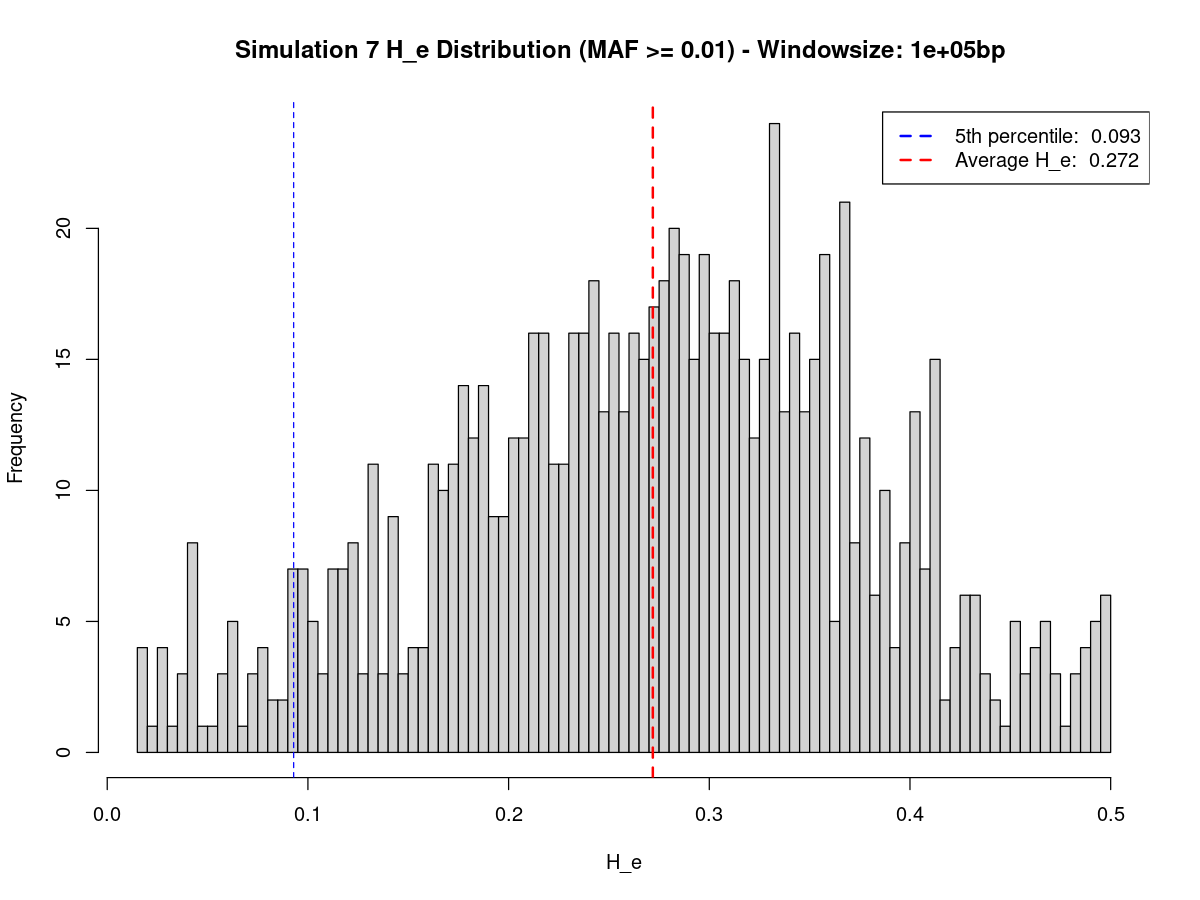 Simulation 7 H_e Distribution (MAF >= 0.01) - Windowsize: 1e+05bp
5th percentile: 0.093
Average H_e: 0.272
Frequency
20
15
10
5
0
0.0 0.1 0.2 0.3 0.4 0.5
H_e